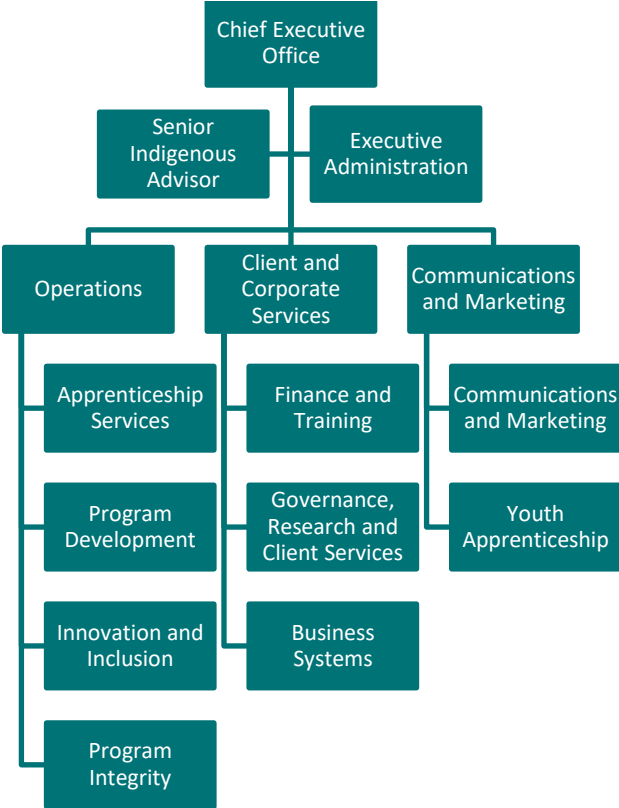 Chief Executive
Office
Senior
Indigenous
Advisor
Executive
Administration
Operations
Client and
Corporate
Services
Communications
and Marketing
Apprenticeship
Services
Finance and
Training
Communications
and Marketing
Program
Development
Governance,
Research and
Client Services
Youth
Apprenticeship
Innovation and
Inclusion
Business
Systems
Program
Integrity